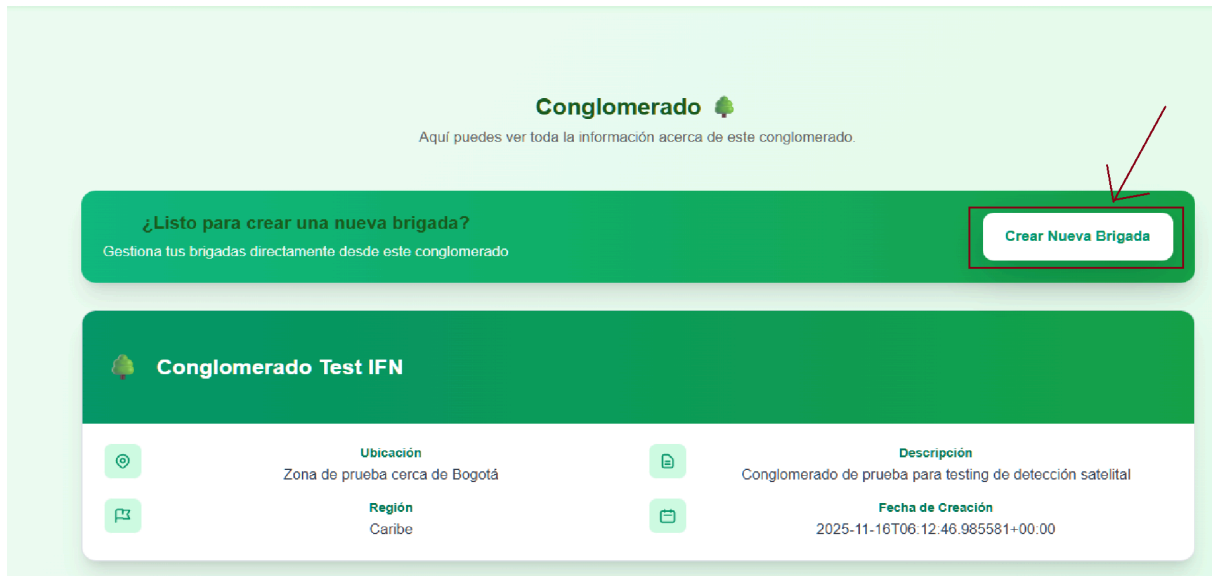 Conglomerado
Aquí puedes ver toda la información acerca de este conglomerado.
¿Listo para crear una nueva brigada?
Gestiona tus brigadas directamente desde este conglomerado
Crear Nueva Brigada
Conglomerado Test IFN
Ubicación
Zona de prueba cerca de Bogotá
Descripción
Conglomerado de prueba para testing de detección satelital
Región
Caribe
Fecha de Creación
2025-11-16T06:12:46.985581+00:00